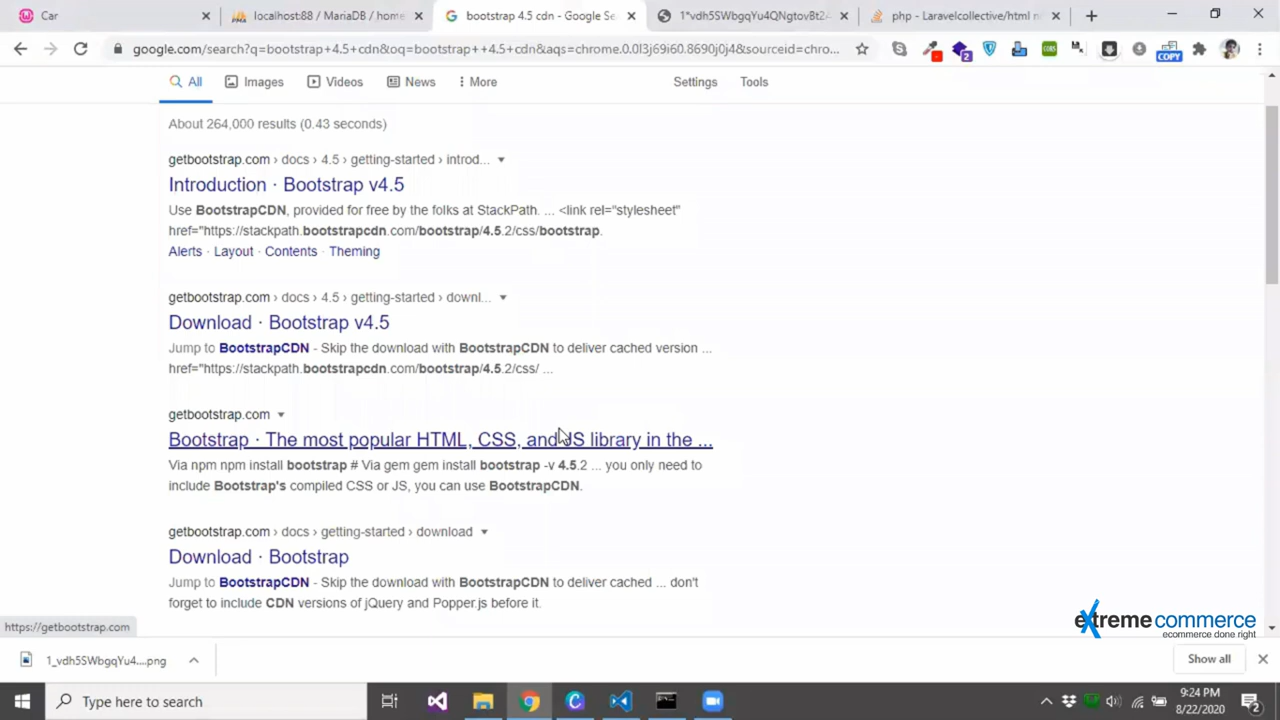 Car
localhost:88 / MariaDB / home
bootstrap 4.5 cdn - Google Se
1*vdh5SWbgqYu4QNgtovBt24
php - Laravelcollective/html n
google.com/search?q=bootstrap+4.5+cdn&oq=bootstrap++4.5+cdn&aqs=chrome.0.0l3j69i60.8690j0j4&sourceid=chro...
COPY
All
Images
Videos
News
More
Settings
Tools
About 264,000 results (0.43 seconds)
getbootstrap.com › docs › 4.5 › getting-started › introd...
Introduction · Bootstrap v4.5
Use BootstrapCDN, provided for free by the folks at StackPath. ... <link rel="stylesheet"
href="https://stackpath.bootstrapcdn.com/bootstrap/4.5.2/css/bootstrap.
Alerts · Layout · Contents · Theming
getbootstrap.com › docs › 4.5 › getting-started › downl...
Download · Bootstrap v4.5
Jump to BootstrapCDN - Skip the download with BootstrapCDN to deliver cached version ...
href="https://stackpath.bootstrapcdn.com/bootstrap/4.5.2/css/ ...
getbootstrap.com
Bootstrap · The most popular HTML, CSS, and JS library in the ...
Via npm npm install bootstrap # Via gem gem install bootstrap -v 4.5.2 ... you only need to
include Bootstrap's compiled CSS or JS, you can use BootstrapCDN.
getbootstrap.com › docs › getting-started › download
Download · Bootstrap
Jump to BootstrapCDN - Skip the download with BootstrapCDN to deliver cached ... don't
forget to include CDN versions of jQuery and Popper.js before it.
https://getbootstrap.com
extreme commerce
ecommerce done right
1_vdh5SWbgqYu4....png
Show all
Type here to search
9:24 PM
8/22/2020
2